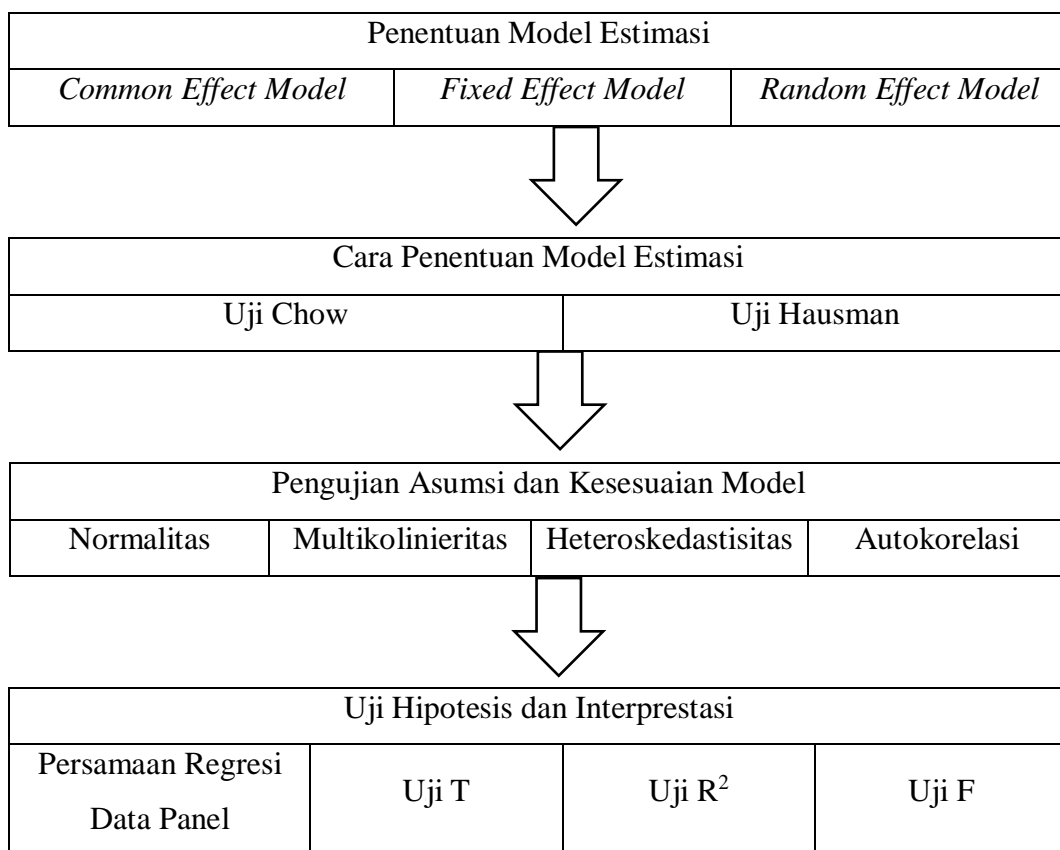 Penentuan Model Estimasi
Common Effect Model Fixed Effect Model Random Effect Model
Cara Penentuan Model Estimasi
Uji Chow Uji Hausman
Pengujian Asumsi dan Kesesuaian Model
Normalitas Multikolinieritas Heteroskedastisitas Autokorelasi
Uji Hipotesis dan Interprestasi
Persamaan Regresi
Data Panel
Uji T
Uji R²
Uji F